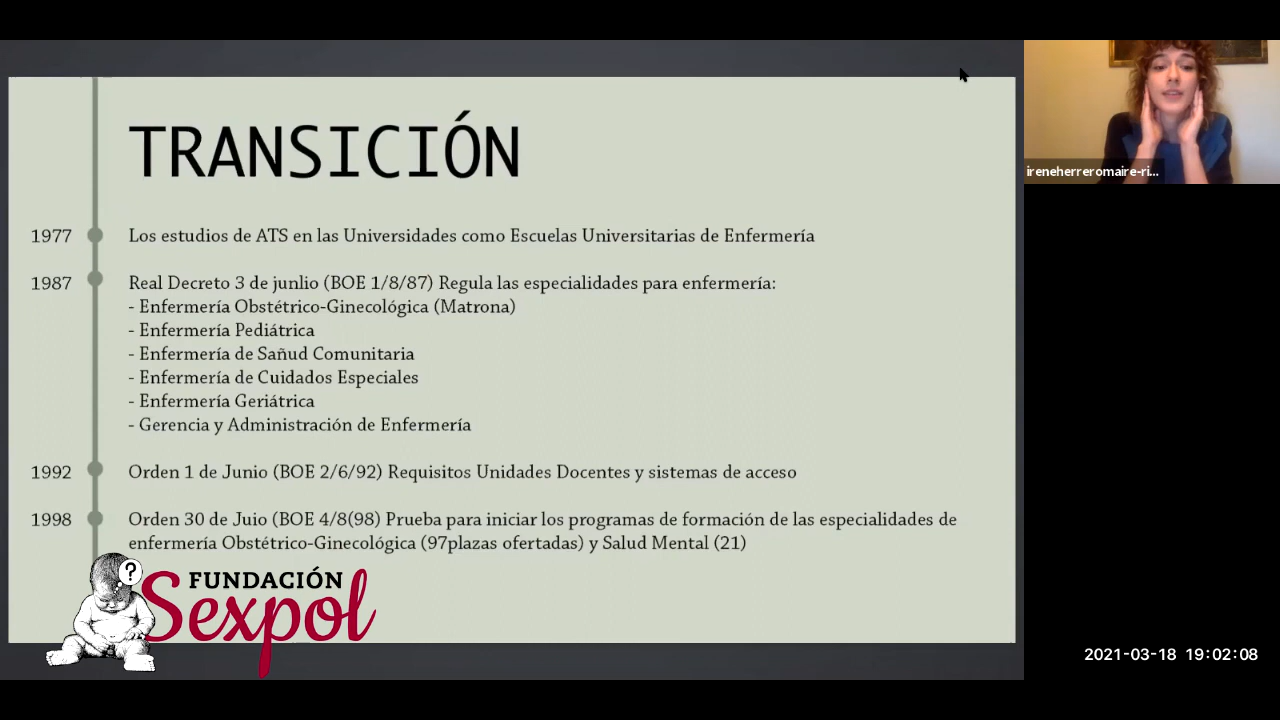 TRANSICIÓN
1977 Los estudios de ATS en las Universidades como Escuelas Universitarias de Enfermería
1987 Real Decreto 3 de junlio (BOE 1/8/87) Regula las especialidades para enfermería:
- Enfermería Obstétrico-Ginecológica (Matrona)
- Enfermería Pediátrica
- Enfermería de Sañud Comunitaria
- Enfermería de Cuidados Especiales
- Enfermería Geriátrica
- Gerencia y Administración de Enfermería
1992 Orden 1 de Junio (BOE 2/6/92) Requisitos Unidades Docentes y sistemas de acceso
1998 Orden 30 de Juio (BOE 4/8(98) Prueba para iniciar los programas de formación de las especialidades de
enfermería Obstétrico-Ginecológica (97plazas ofertadas) y Salud Mental (21)
?
FUNDACIÓN
Sexpol
ireneherreromaire-ri...
2021-03-18 19:02:08